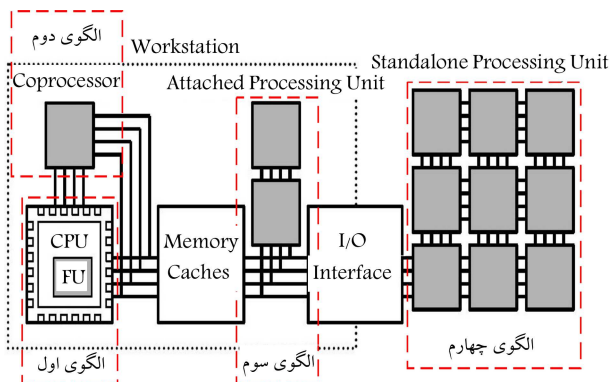 الگوی دوم
Workstation
Standalone Processing Unit
Coprocessor
Attached Processing Unit
CPU
FU
Memory
Caches
I/O
Interface
الگوی اول
الگوی سوم
الگوی چهارم